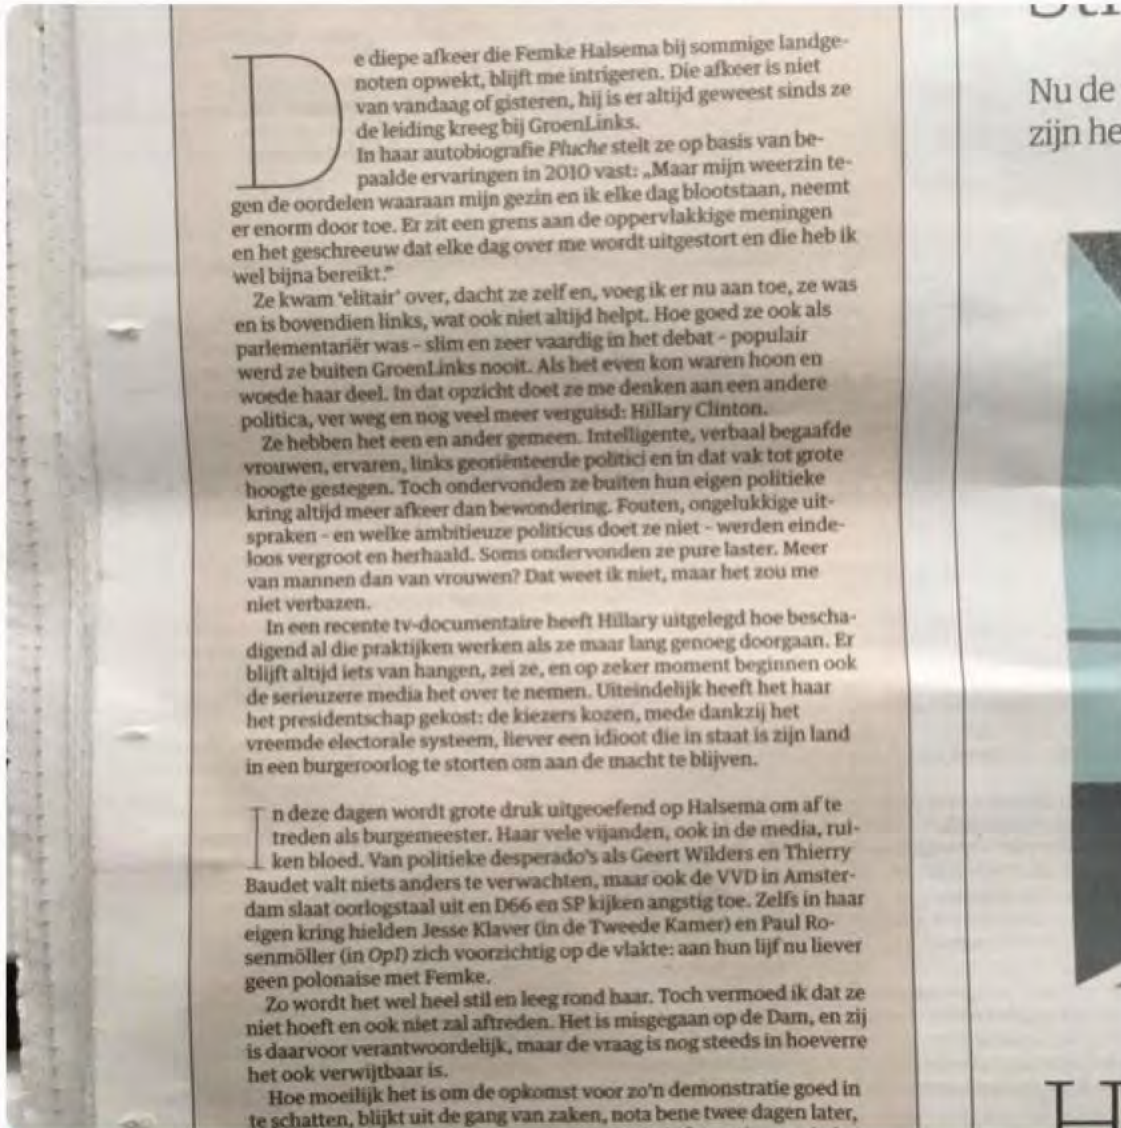 De diepe afkeer die Femke Halsema bij sommige landge-
noten opwekt, blijft me intrigeren. Die afkeer is niet
van vandaag of gisteren, hij is er altijd geweest sinds ze
de leiding kreeg bij GroenLinks.
In haar autobiografie Pluche stelt ze op basis van be-
paalde ervaringen in 2010 vast: „Maar mijn weerzin te-
gen de oordelen waaraan mijn gezin en ik elke dag blootstaan, neemt
er enorm door toe. Er zit een grens aan de oppervlakkige meningen
en het geschreeuw dat elke dag over me wordt uitgestort en die heb ik
wel bijna bereikt.”
Ze kwam ‘elitair’ over, dacht ze zelf en, voeg ik er nu aan toe, ze was
en is bovendien links, wat ook niet altijd helpt. Hoe goed ze ook als
parlementariër was – slim en zeer vaardig in het debat – populair
werd ze buiten GroenLinks nooit. Als het even kon waren hoon en
woede haar deel. In dat opzicht doet ze me denken aan een andere
politica, ver weg en nog veel meer verguisd: Hillary Clinton.
Ze hebben het een en ander gemeen. Intelligente, verbaal begaafde
vrouwen, ervaren, links georiënteerde politici en in dat vak tot grote
hoogte gestegen. Toch ondervonden ze buiten hun eigen politieke
kring altijd meer afkeer dan bewondering. Fouten, ongelukkige uit-
spraken – en welke ambitieuze politicus doet ze niet – werden einde-
loos vergroot en herhaald. Soms ondervonden ze pure laster. Meer
van mannen dan van vrouwen? Dat weet ik niet, maar het zou me
niet verbazen.
In een recente tv-documentaire heeft Hillary uitgelegd hoe bescha-
digend al die praktijken werken als ze maar lang genoeg doorgaan. Er
blijft altijd iets van hangen, zei ze, en op zeker moment beginnen ook
de serieuzere media het over te nemen. Uiteindelijk heeft het haar
het presidentschap gekost: de kiezers kozen, mede dankzij het
vreemde electorale systeem, liever een idioot die in staat is zijn land
in een burgeroorlog te storten om aan de macht te blijven.
In deze dagen wordt grote druk uitgeoefend op Halsema om af te
treden als burgemeester. Haar vele vijanden, ook in de media, rui-
ken bloed. Van politieke desperado’s als Geert Wilders en Thierry
Baudet valt niets anders te verwachten, maar ook de VVD in Amster-
dam slaat oorlogstaal uit en D66 en SP kijken angstig toe. Zelfs in haar
eigen kring hielden Jesse Klaver (in de Tweede Kamer) en Paul Ro-
senmöller (in Op1) zich voorzichtig op de vlakte: aan hun lijf nu liever
geen polonaise met Femke.
Zo wordt het wel heel stil en leeg rond haar. Toch vermoed ik dat ze
niet hoeft en ook niet zal aftreden. Het is misgegaan op de Dam, en zij
is daarvoor verantwoordelijk, maar de vraag is nog steeds in hoeverre
het ook verwijtbaar is.
Hoe moeilijk het is om de opkomst voor zo’n demonstratie goed in
te schatten, blijkt uit de gang van zaken, nota bene twee dagen later,
Nu de
zijn he
H